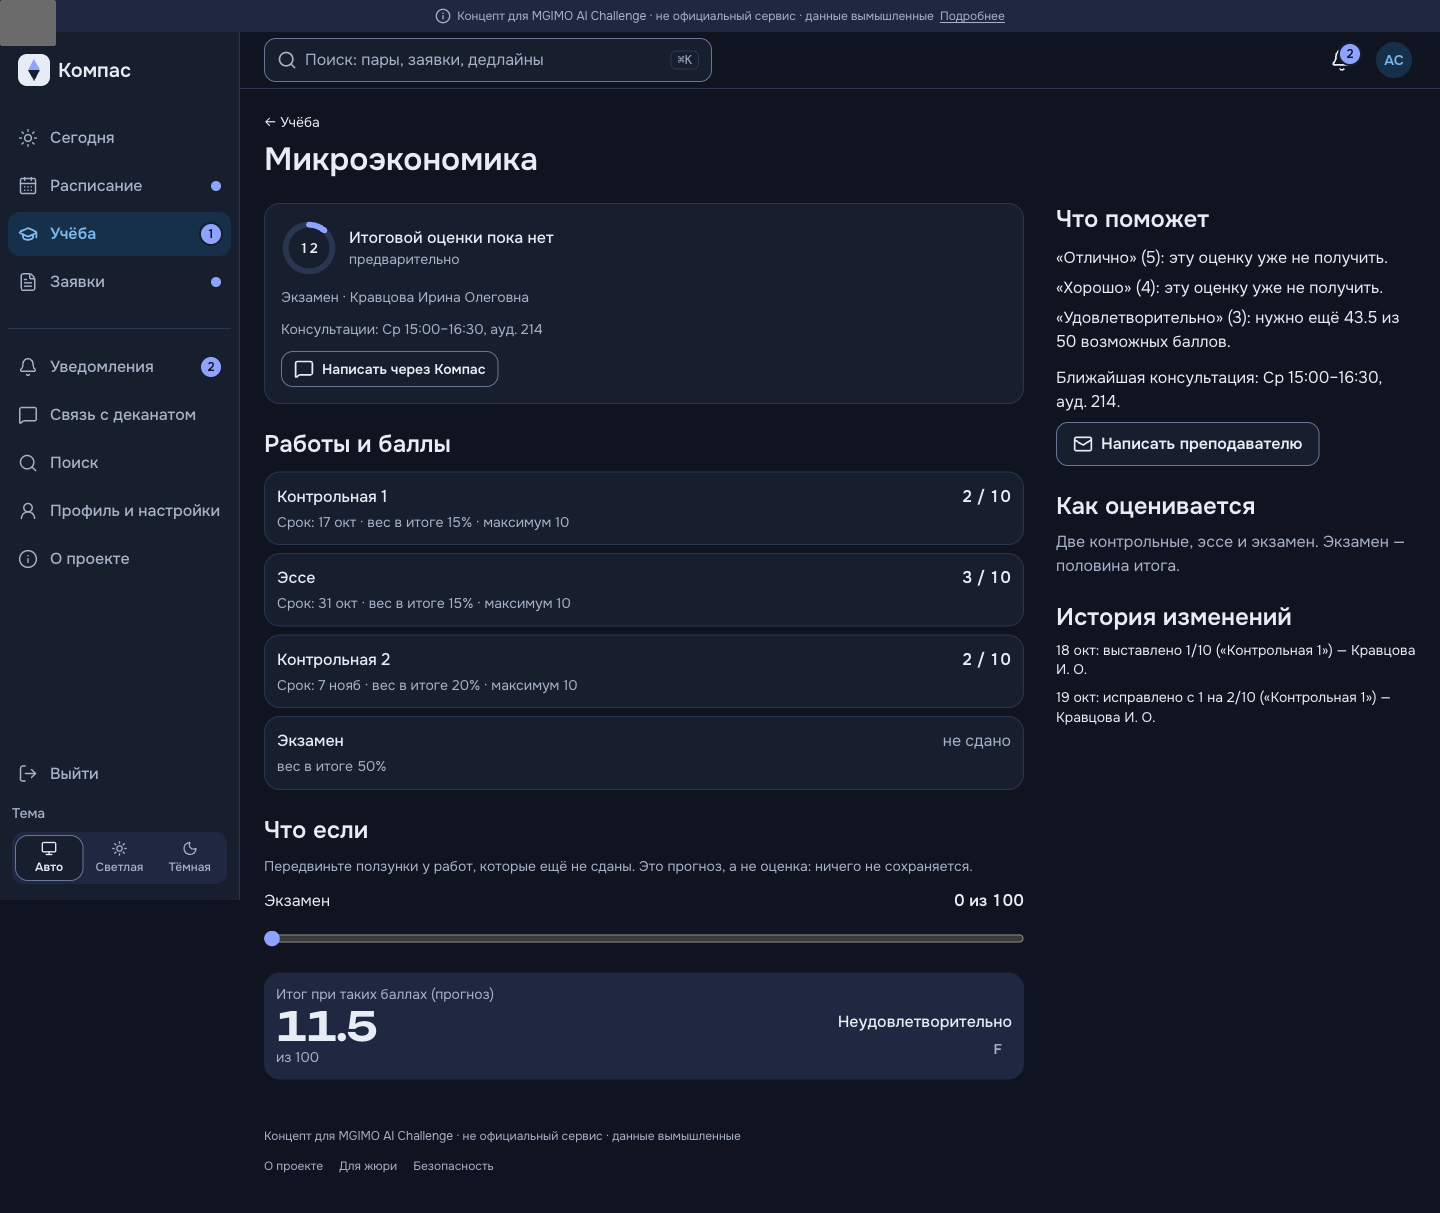 Концепт для MGIMO AI Challenge · не официальный сервис · данные вымышленные Подробнее
Компас
Поиск: пары, заявки, дедлайны
⌘K
2
АС
Сегодня
Расписание
Учёба
1
Заявки
Уведомления
2
Связь с деканатом
Поиск
Профиль и настройки
О проекте
Выйти
Тема
Авто
Светлая
Тёмная
← Учёба
Микроэкономика
12
Итоговой оценки пока нет
предварительно
Экзамен · Кравцова Ирина Олеговна
Консультации: Ср 15:00–16:30, ауд. 214
Написать через Компас
Работы и баллы
Контрольная 1
2 / 10
Срок: 17 окт · вес в итоге 15% · максимум 10
Эссе
3 / 10
Срок: 31 окт · вес в итоге 15% · максимум 10
Контрольная 2
2 / 10
Срок: 7 нояб · вес в итоге 20% · максимум 10
Экзамен
не сдано
вес в итоге 50%
Что если
Передвиньте ползунки у работ, которые ещё не сданы. Это прогноз, а не оценка: ничего не сохраняется.
Экзамен
0 из 100
Итог при таких баллах (прогноз)
11.5
из 100
Неудовлетворительно
F
Что поможет
«Отлично» (5): эту оценку уже не получить.
«Хорошо» (4): эту оценку уже не получить.
«Удовлетворительно» (3): нужно ещё 43.5 из
50 возможных баллов.
Ближайшая консультация: Ср 15:00–16:30,
ауд. 214.
Написать преподавателю
Как оценивается
Две контрольные, эссе и экзамен. Экзамен —
половина итога.
История изменений
18 окт: выставлено 1/10 («Контрольная 1») — Кравцова
И. О.
19 окт: исправлено с 1 на 2/10 («Контрольная 1») —
Кравцова И. О.
Концепт для MGIMO AI Challenge · не официальный сервис · данные вымышленные
О проекте
Для жюри
Безопасность